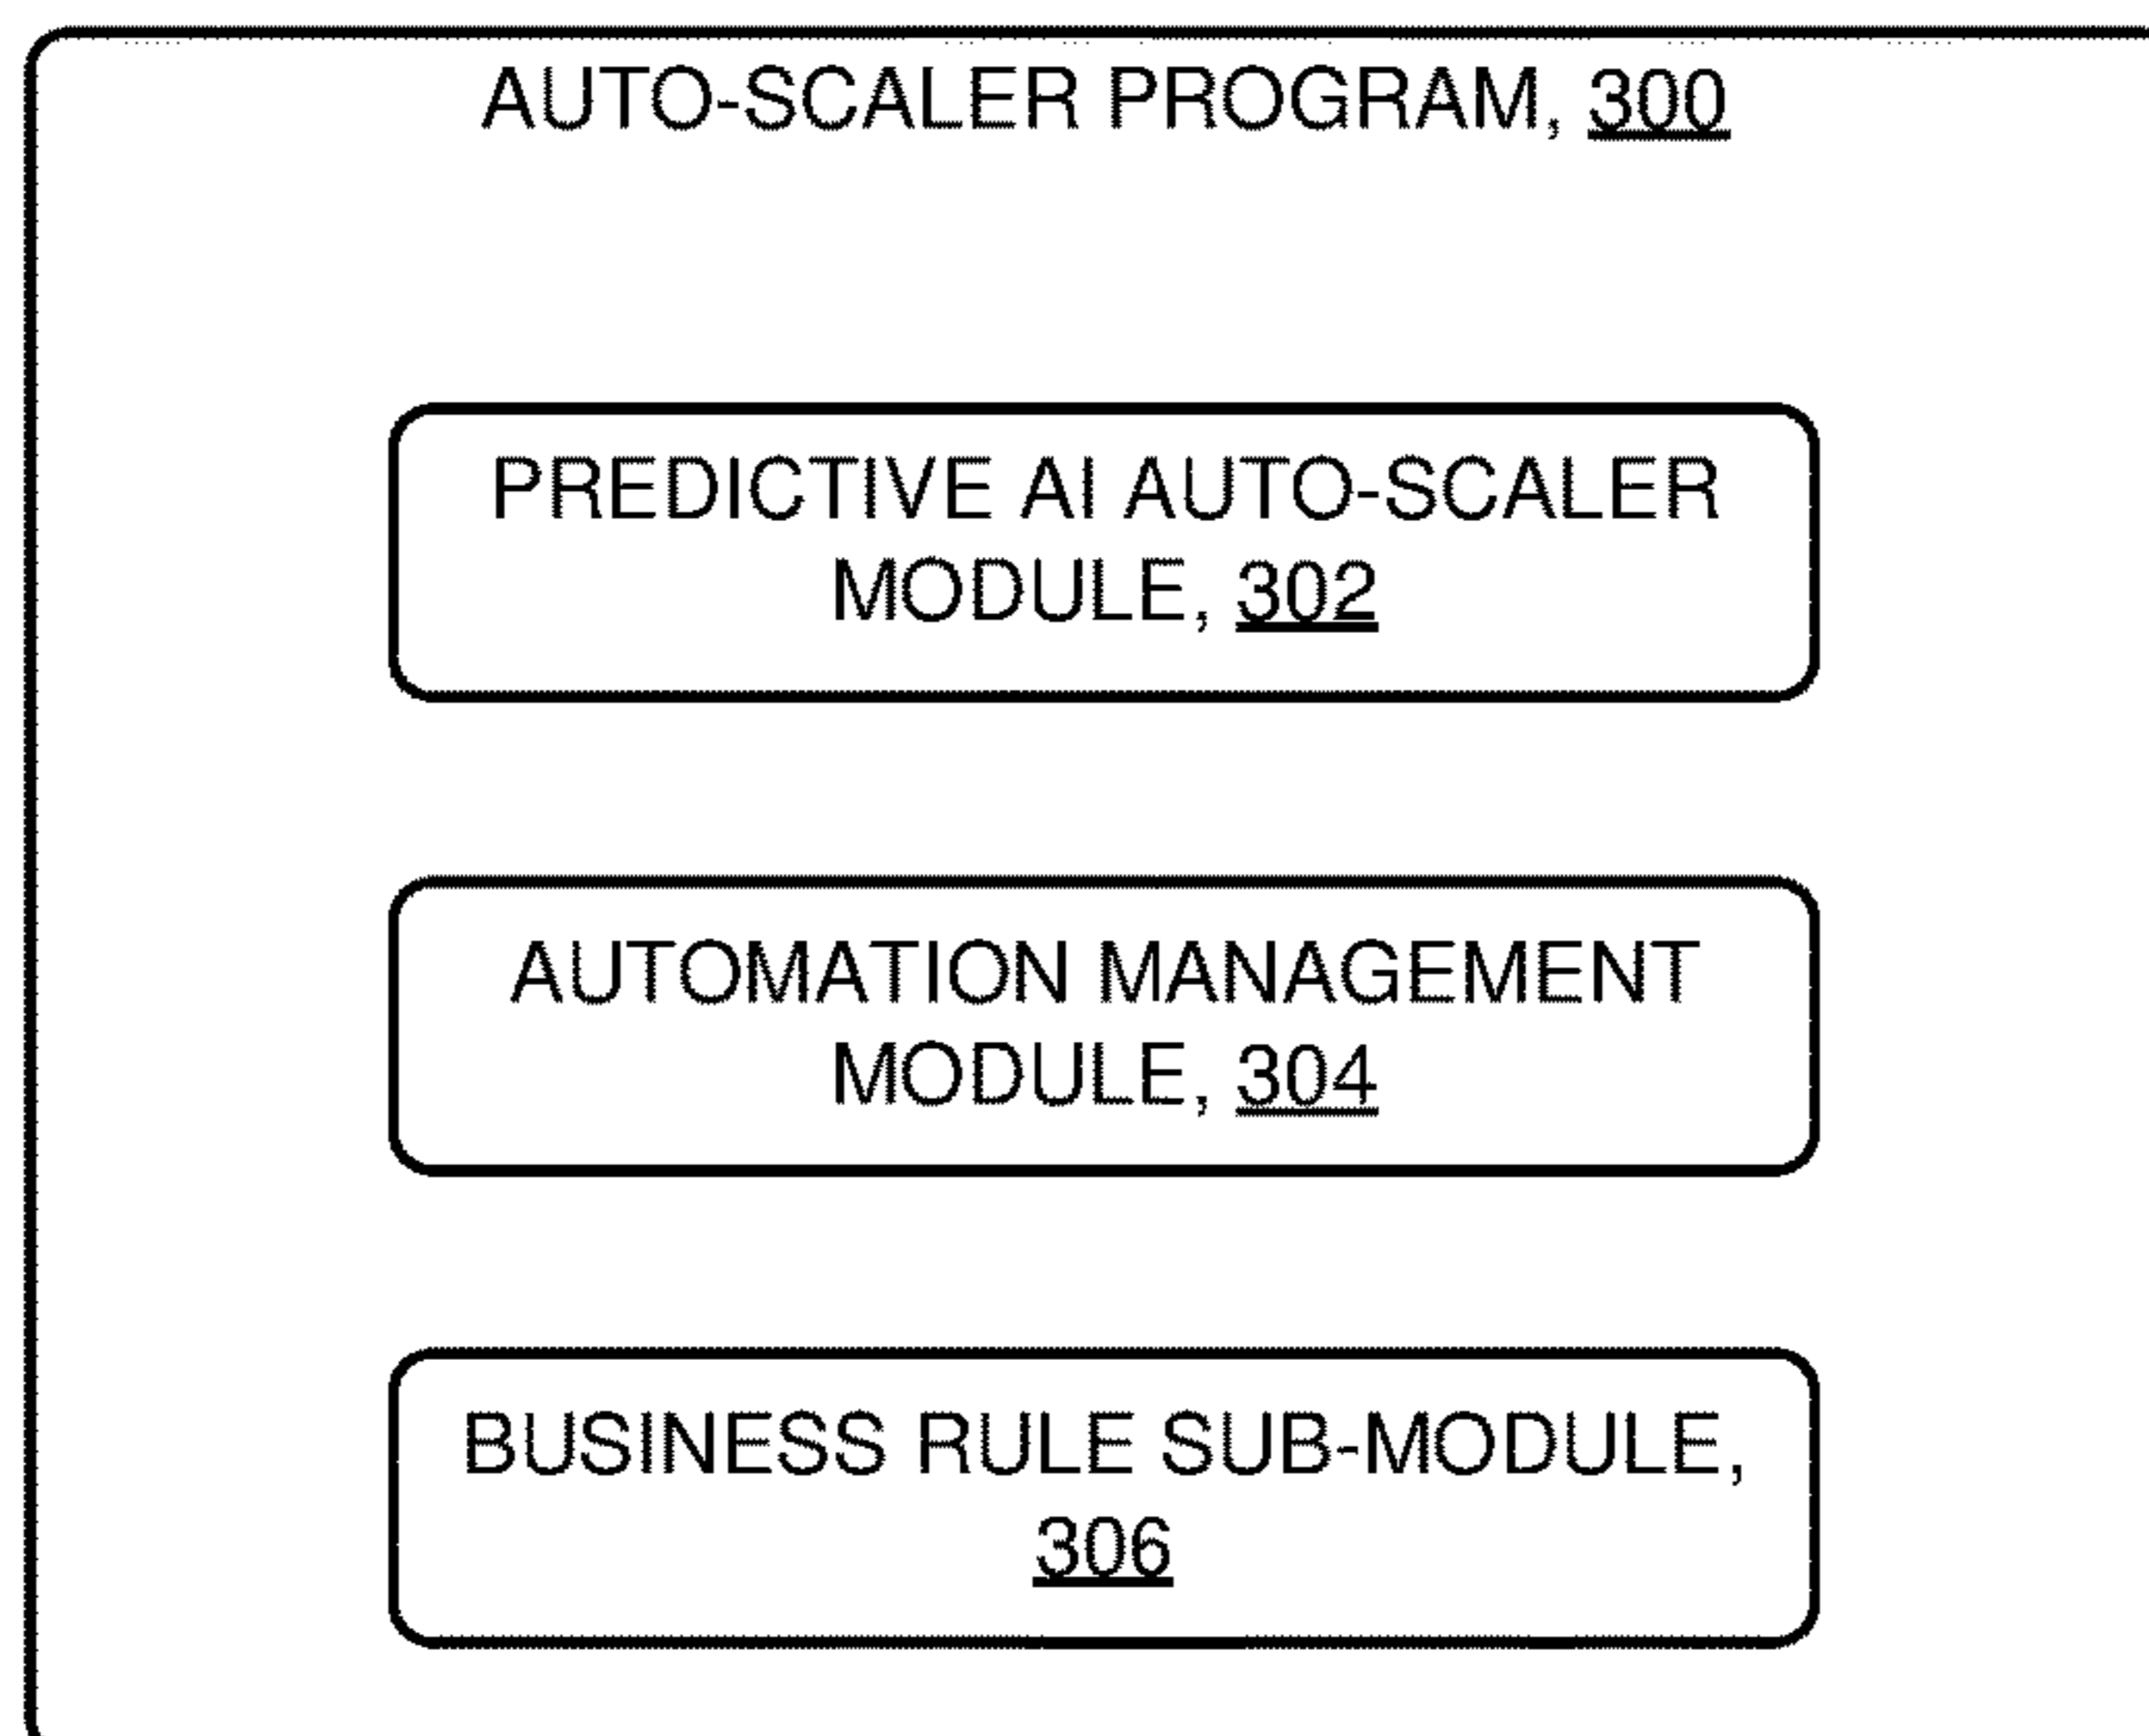 AUTO-SCALER PROGRAM, 300
PREDICTIVE AI AUTO-SCALER
MODULE, 302
AUTOMATION MANAGEMENT
MODULE, 304
BUSINESS RULE SUB-MODULE,
306